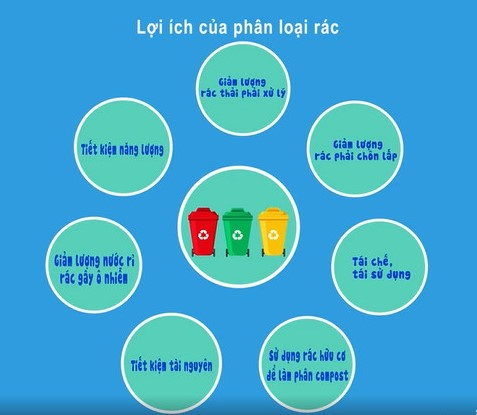 Lợi ích của phân loại rác
Giảm lượng
rác thải phải xử lý
Giảm lượng
rác phải chôn lấp
Tái chế,
tái sử dụng
Sử dụng rác hữu cơ
để làm phân compost
Tiết kiệm tài nguyên
Giảm lượng nước rỉ
rác gây ô nhiễm
Tiết kiệm năng lượng